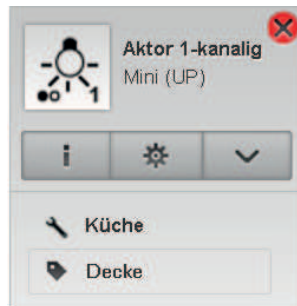 Aktor 1-kanalig
Mini (UP)
1
i
Küche
Decke